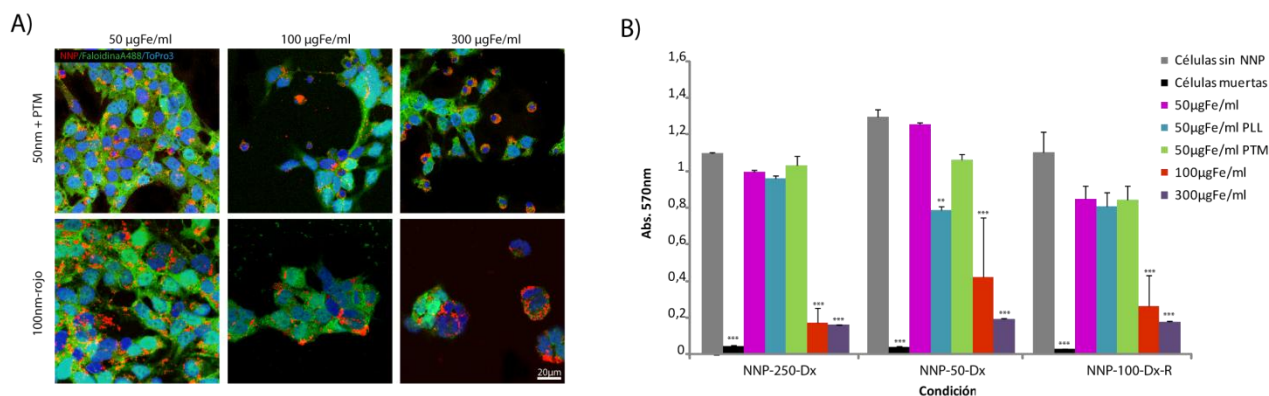 A)
50 µgFe/ml
100 µgFe/ml
300 µgFe/ml
NNP/FaloidinaA488/ToPro3
50nm + PTM
100nm-rojo
20µm
B)
1,6
1,4
1,2
1
0,8
0,6
0,4
0,2
0
Abs. 570nm
***
***
***
***
**
***
***
***
***
***
NNP-250-Dx
NNP-50-Dx
NNP-100-Dx-R
Condición
Células sin NNP
Células muertas
50µgFe/ml
50µgFe/ml PLL
50µgFe/ml PTM
100µgFe/ml
300µgFe/ml